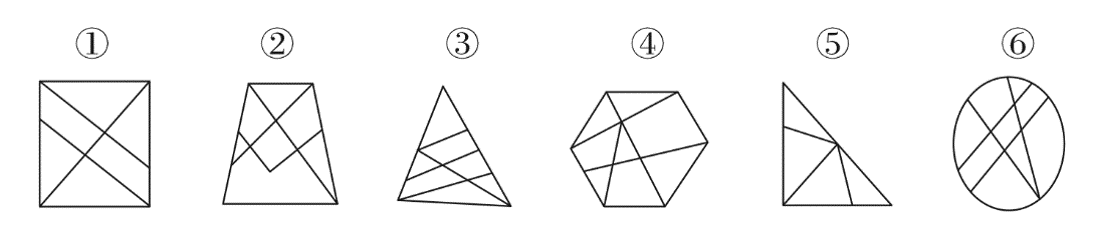 ① ② ③ ④ ⑤ ⑥